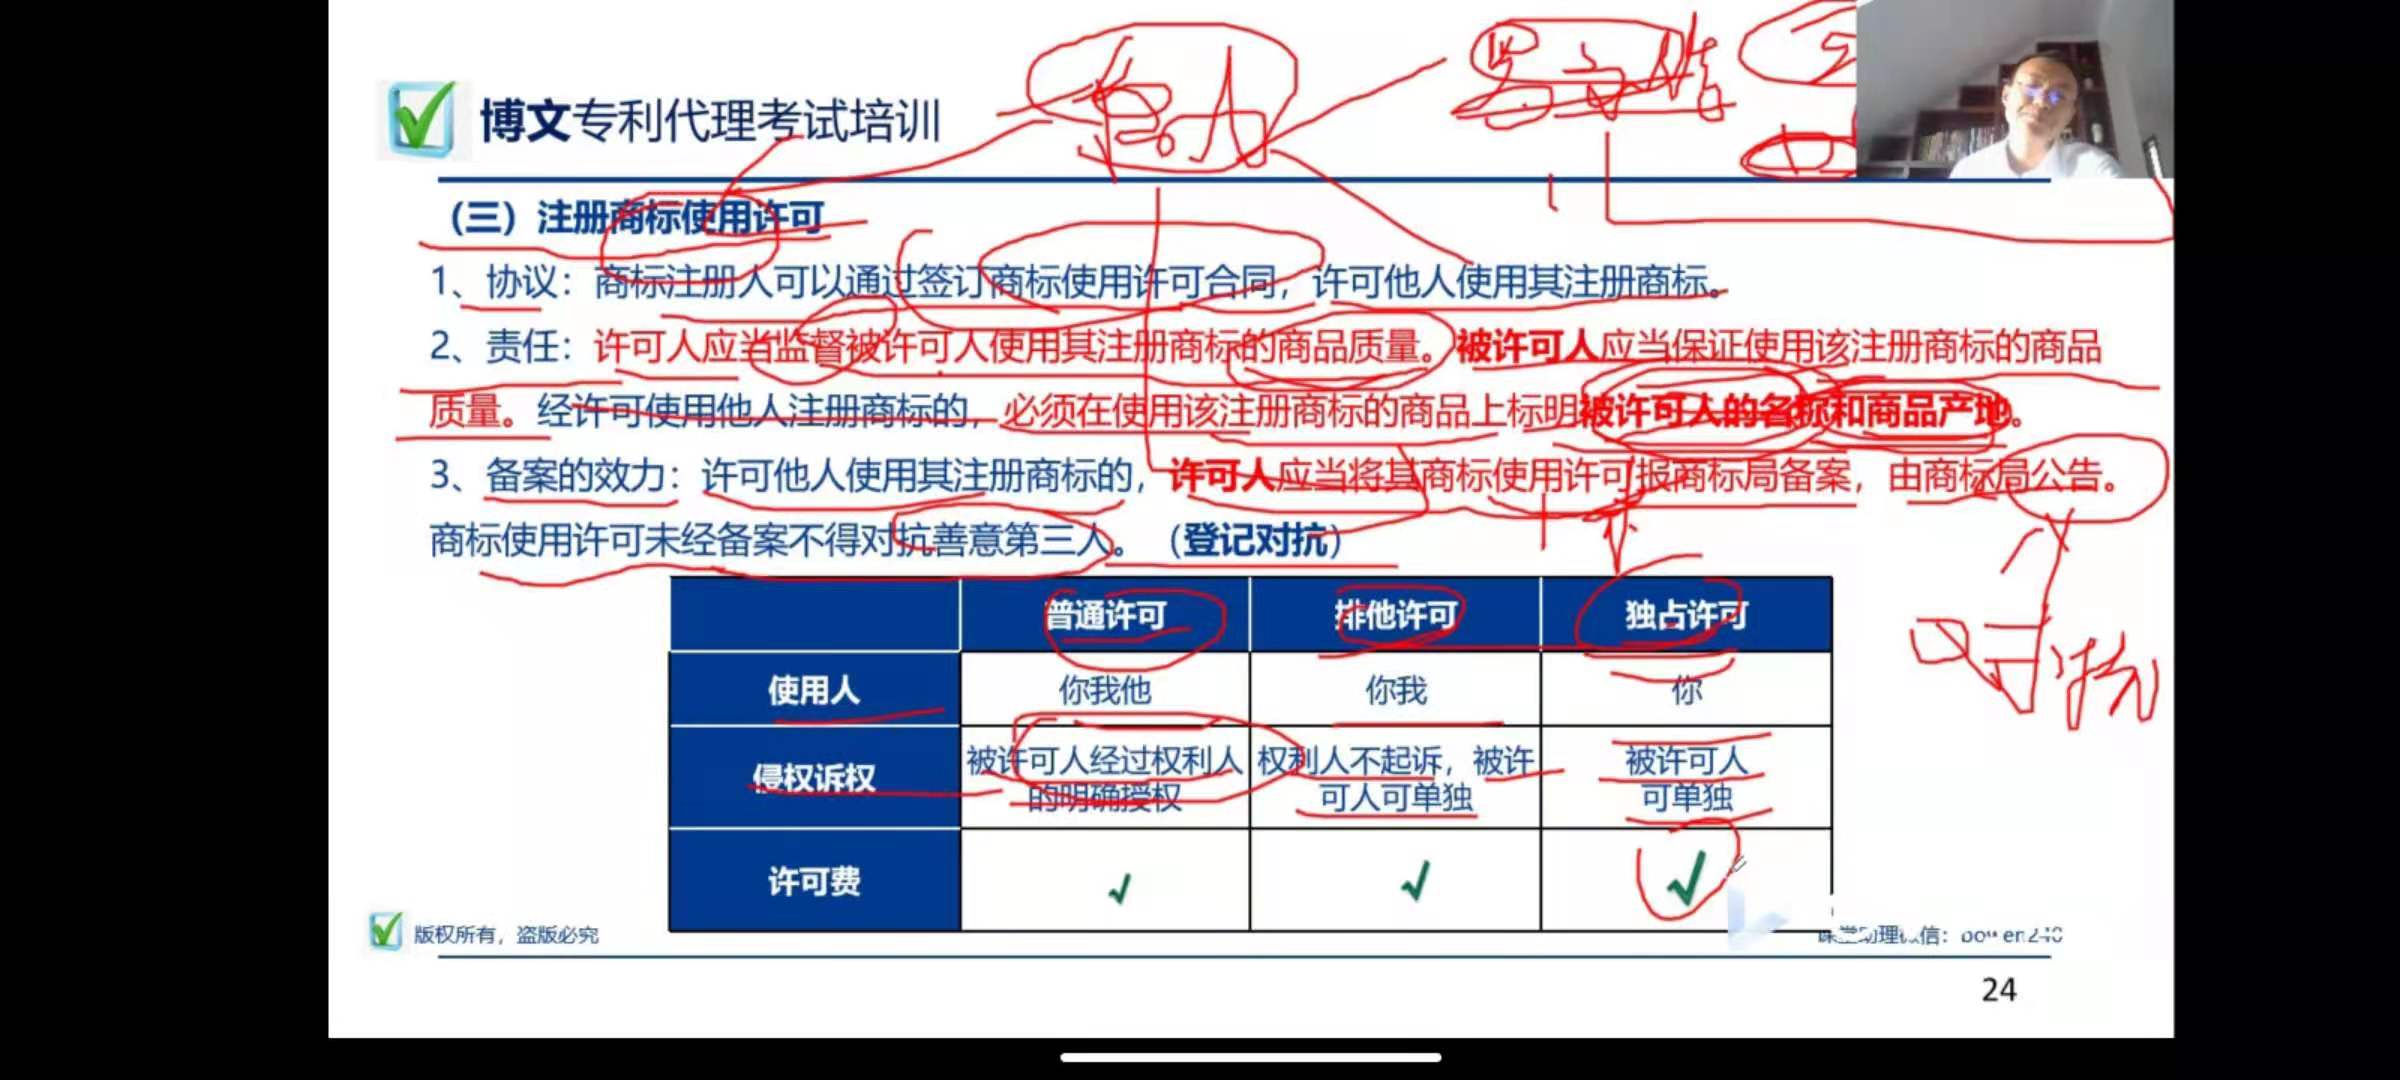 博文专利代理考试培训
（三）注册商标使用许可
1、协议：商标注册人可以通过签订商标使用许可合同，许可他人使用其注册商标。
2、责任：许可人应当监督被许可人使用其注册商标的商品质量。被许可人应当保证使用该注册商标的商品
质量。经许可使用他人注册商标的，必须在使用该注册商标的商品上标明被许可人的名称和商品产地。
3、备案的效力：许可他人使用其注册商标的，许可人应当将其商标使用许可报商标局备案，由商标局公告。
商标使用许可未经备案不得对抗善意第三人。（登记对抗）
普通许可 排他许可 独占许可
使用人 你我他 你我 你
侵权诉权 被许可人经过权利人 权利人不起诉，被许 被许可人
的明确授权 可人可单独 可单独
许可费 √ √ √
版权所有，盗版必究
24
对抗